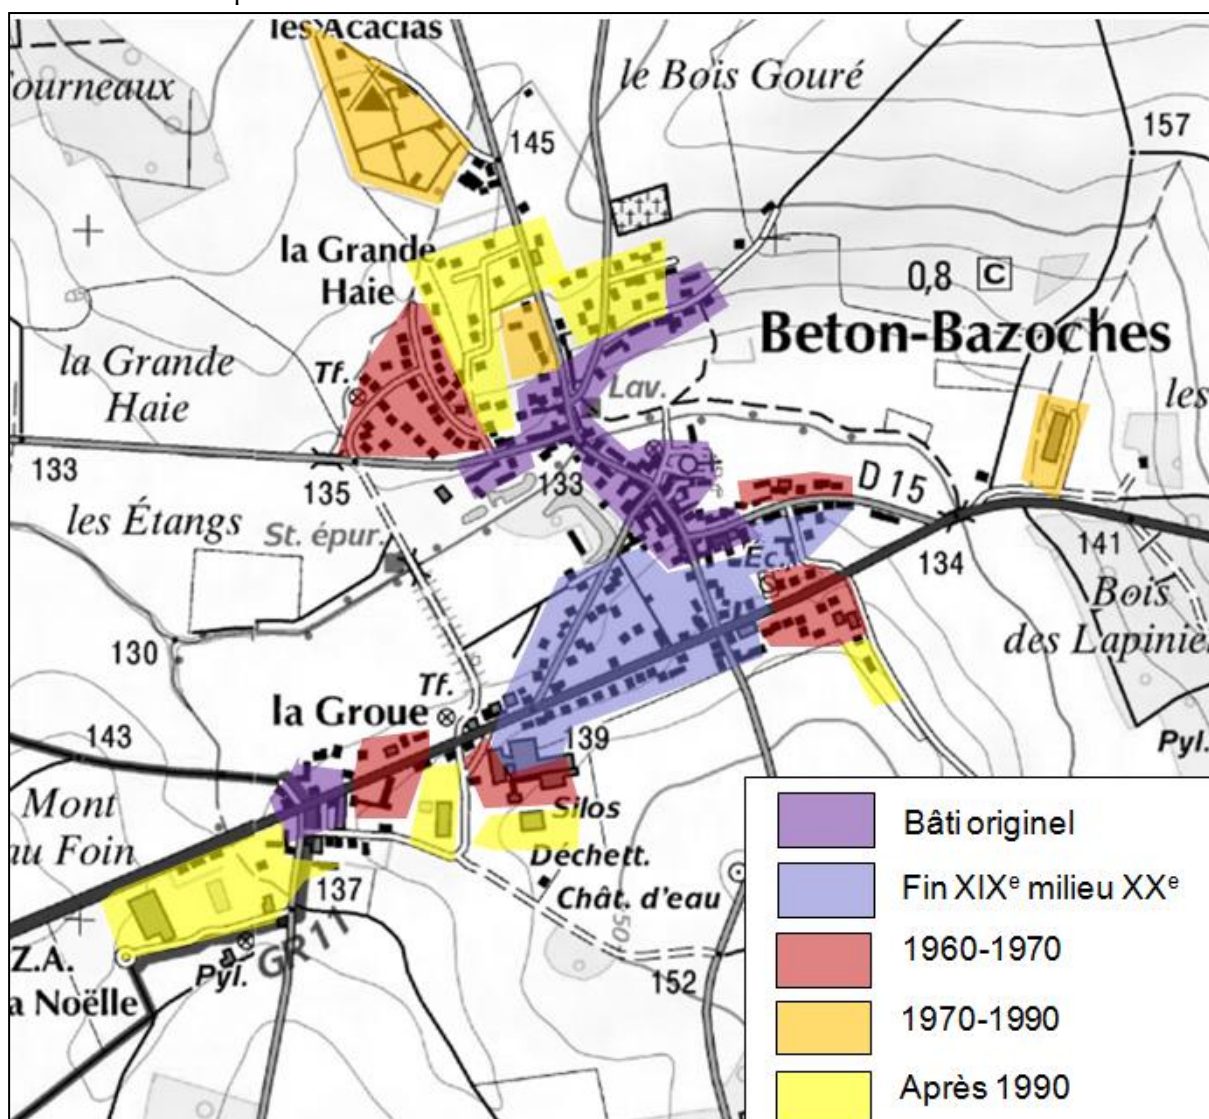 les Acacias
ourneaux
le Bois Gouré
145
157
la Grande
Haie
0,8 C
Beton-Bazoches
la Grande
Haie
Tf.
Lav.
les
133
135
133
D 15
les Étangs
St. épur.
Éc.
134
141
Bois
des Lapinie
130
Tf.
la Groue
143
139
Pyl.
Mont
au Foin
Silos
Déchett.
Chât. d'eau
137
GR11
Pyl.
150
152
Z.A.
a Noëlle
Bâti originel
Fin XIXᵉ milieu XXᵉ
1960-1970
1970-1990
Après 1990